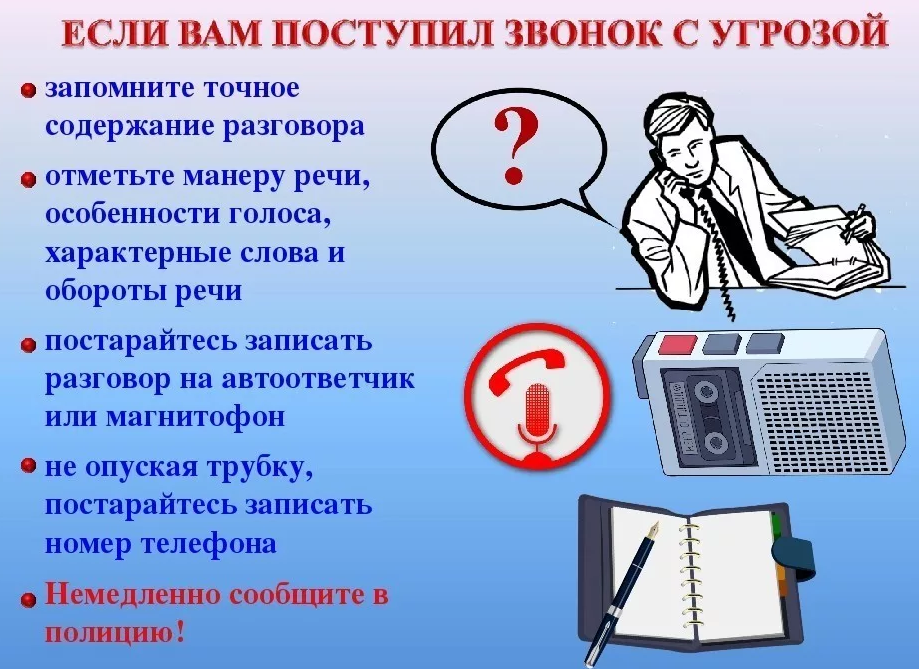 ЕСЛИ ВАМ ПОСТУПИЛ ЗВОНОК С УГРОЗОЙ
запомните точное
содержание разговора
отметьте манеру речи,
особенности голоса,
характерные слова и
обороты речи
постарайтесь записать
разговор на автоответчик
или магнитофон
не опуская трубку,
постарайтесь записать
номер телефона
Немедленно сообщите в
полицию!
?